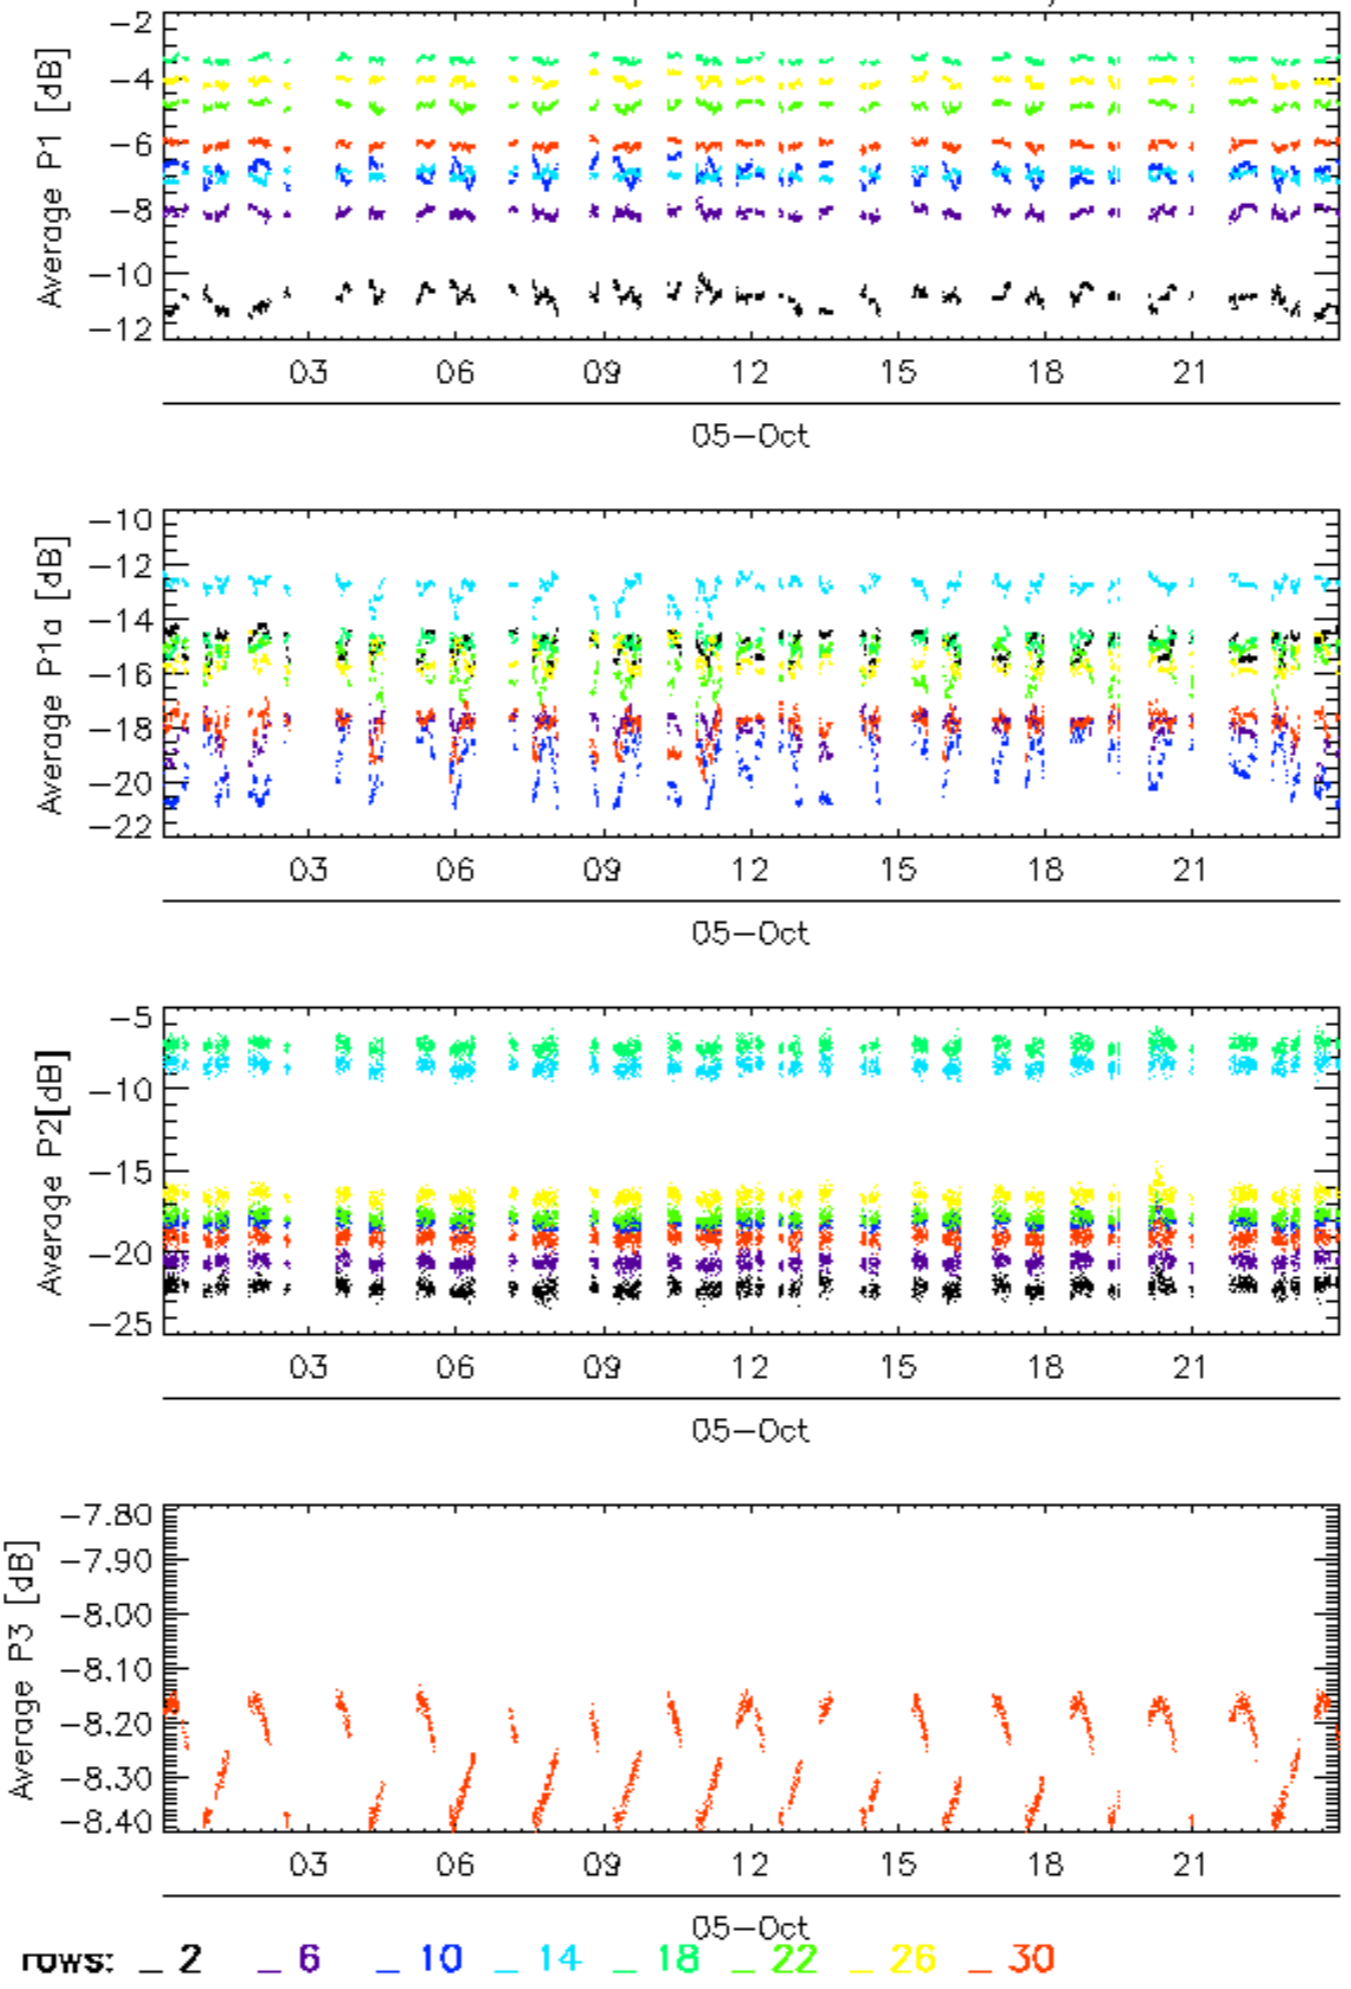 Average P1 [dB]
−2
−4
−6
−8
−10
−12
03 06 09 12 15 18 21
05−Oct
Average P1a [dB]
−10
−12
−14
−16
−18
−20
−22
03 06 09 12 15 18 21
05−Oct
Average P2[dB]
−5
−10
−15
−20
−25
03 06 09 12 15 18 21
05−Oct
Average P3 [dB]
−7.80
−7.90
−8.00
−8.10
−8.20
−8.30
−8.40
03 06 09 12 15 18 21
05−Oct
rows: _ 2 _ 6 _ 10 _ 14 _ 18 _ 22 _ 26 _ 30